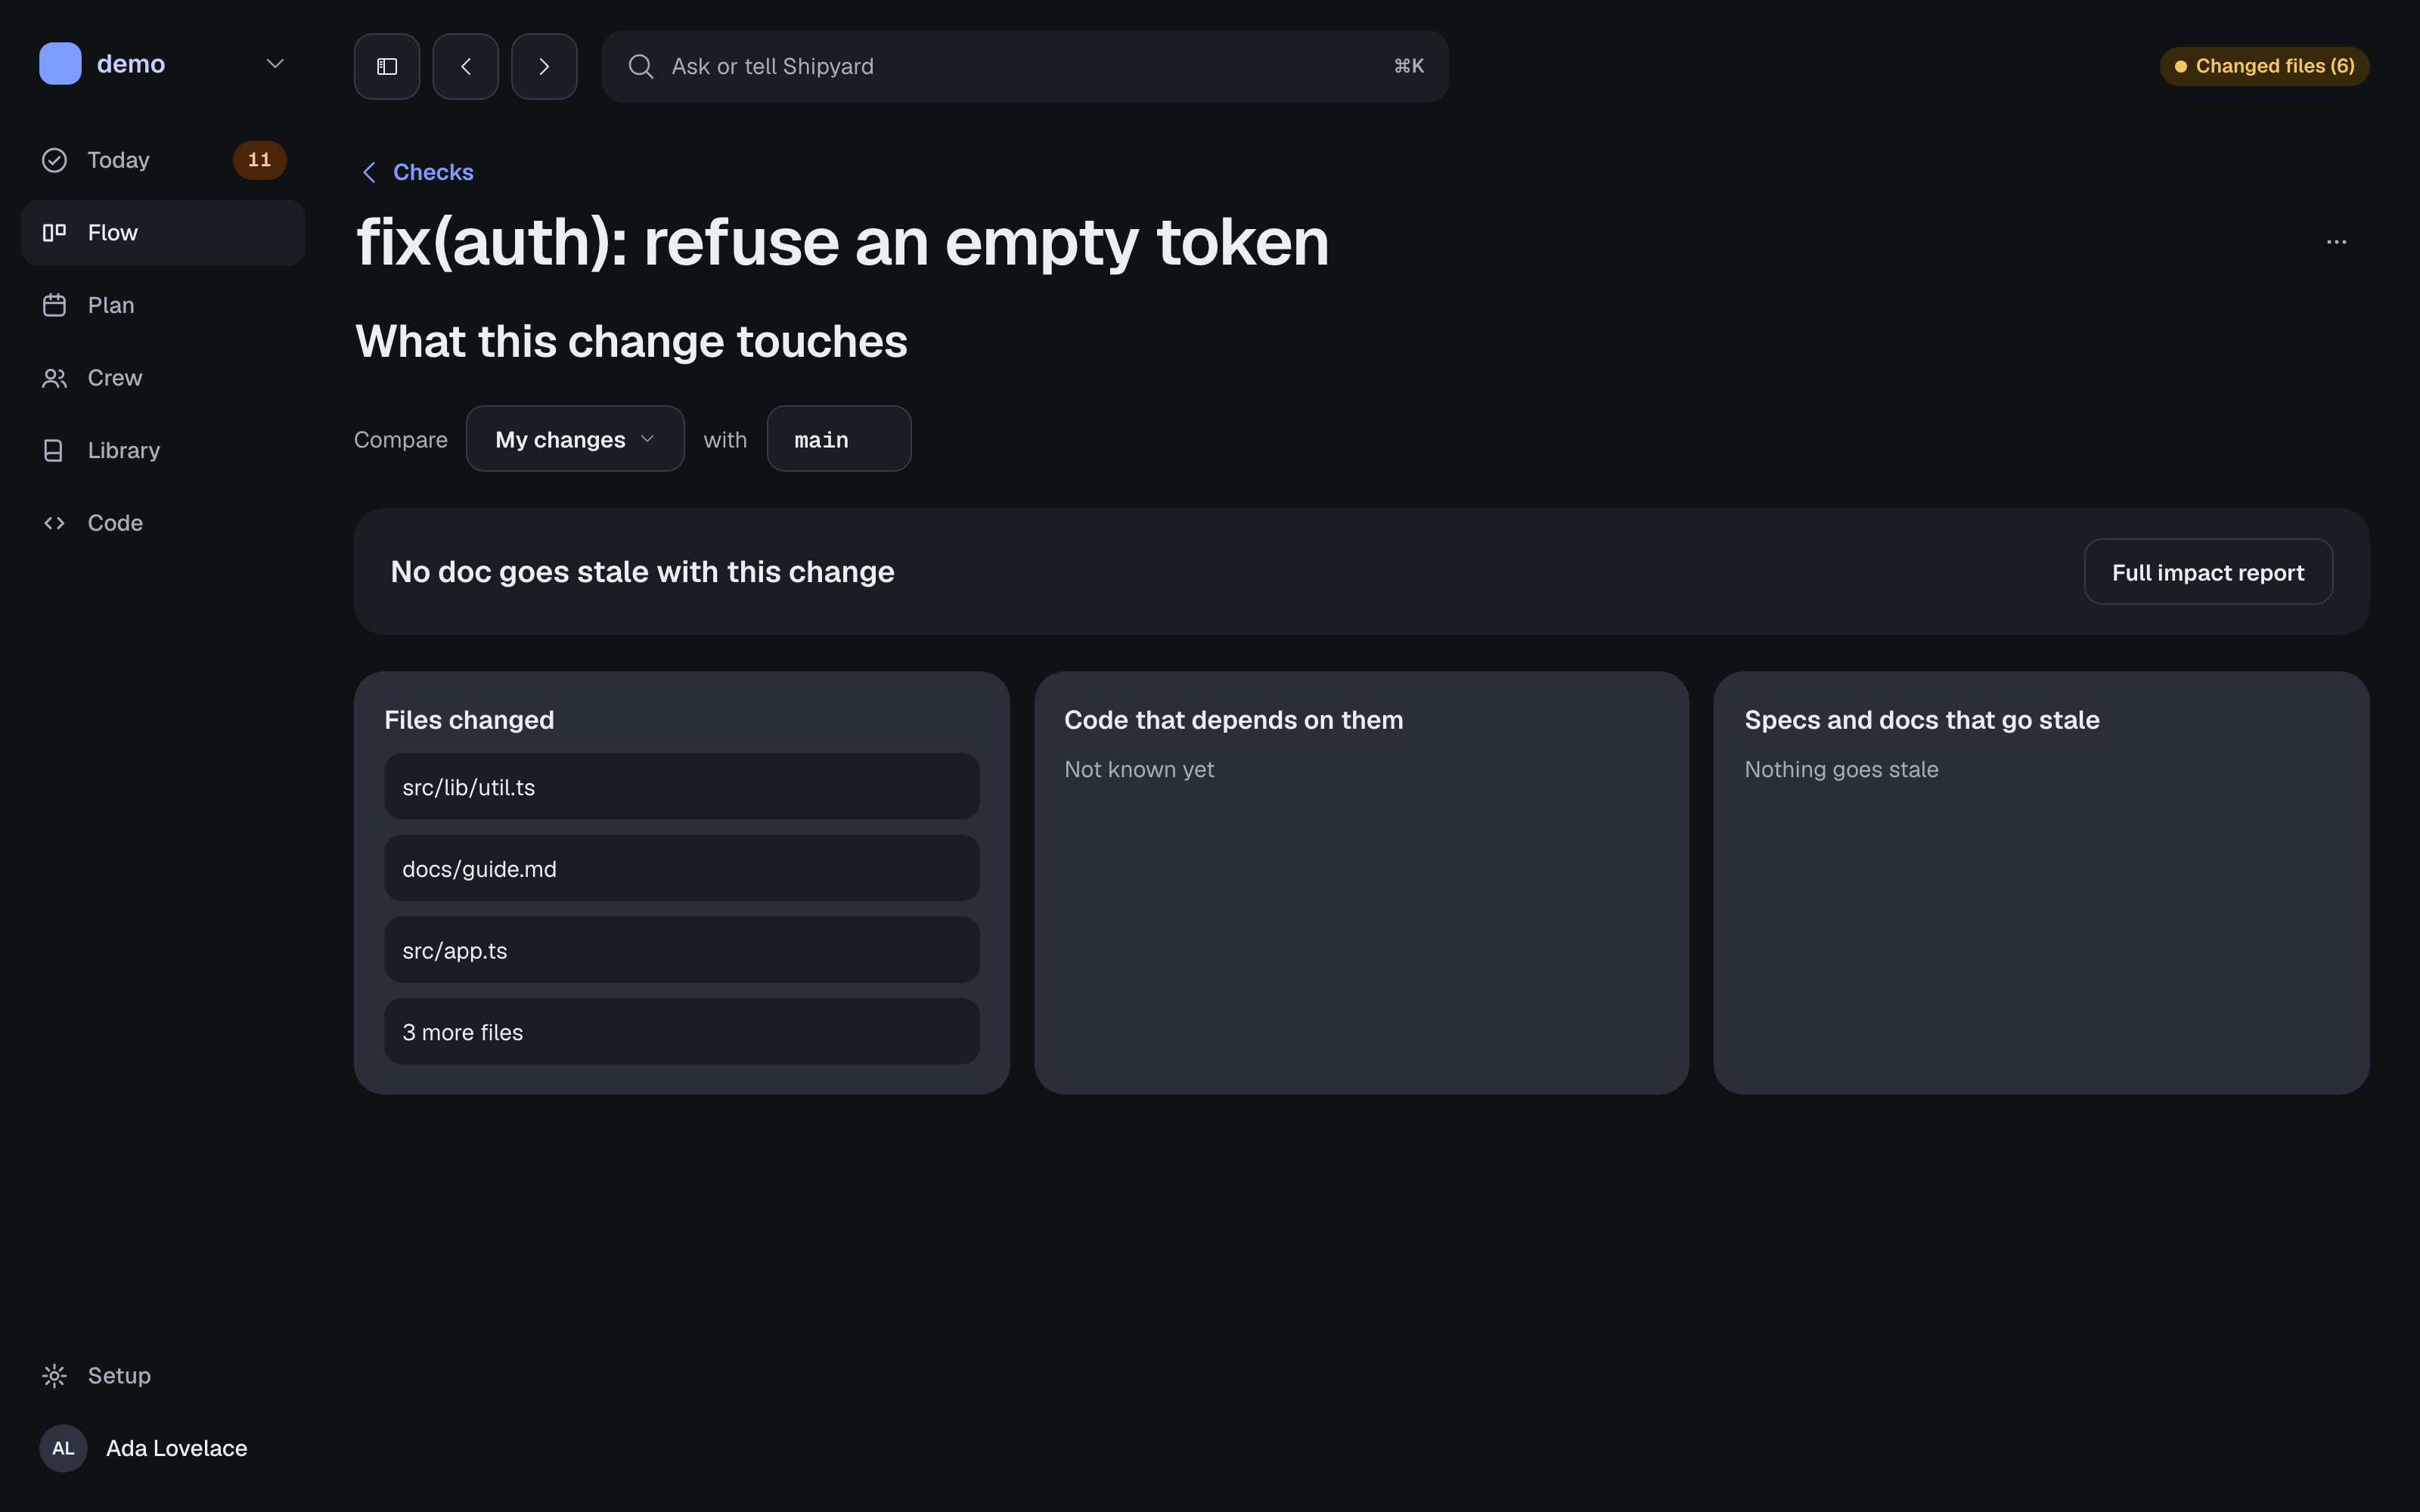 demo
Ask or tell Shipyard
⌘K
Changed files (6)
Today
11
Flow
Plan
Crew
Library
Code
Checks
fix(auth): refuse an empty token
What this change touches
Compare
My changes
with
main
No doc goes stale with this change
Full impact report
Files changed
src/lib/util.ts
docs/guide.md
src/app.ts
3 more files
Code that depends on them
Not known yet
Specs and docs that go stale
Nothing goes stale
Setup
AL
Ada Lovelace